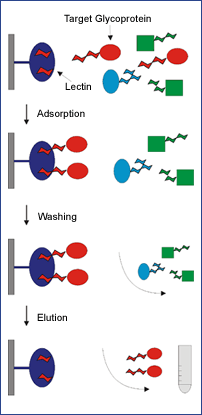 Target Glycoprotein
Lectin
Adsorption
Washing
Elution